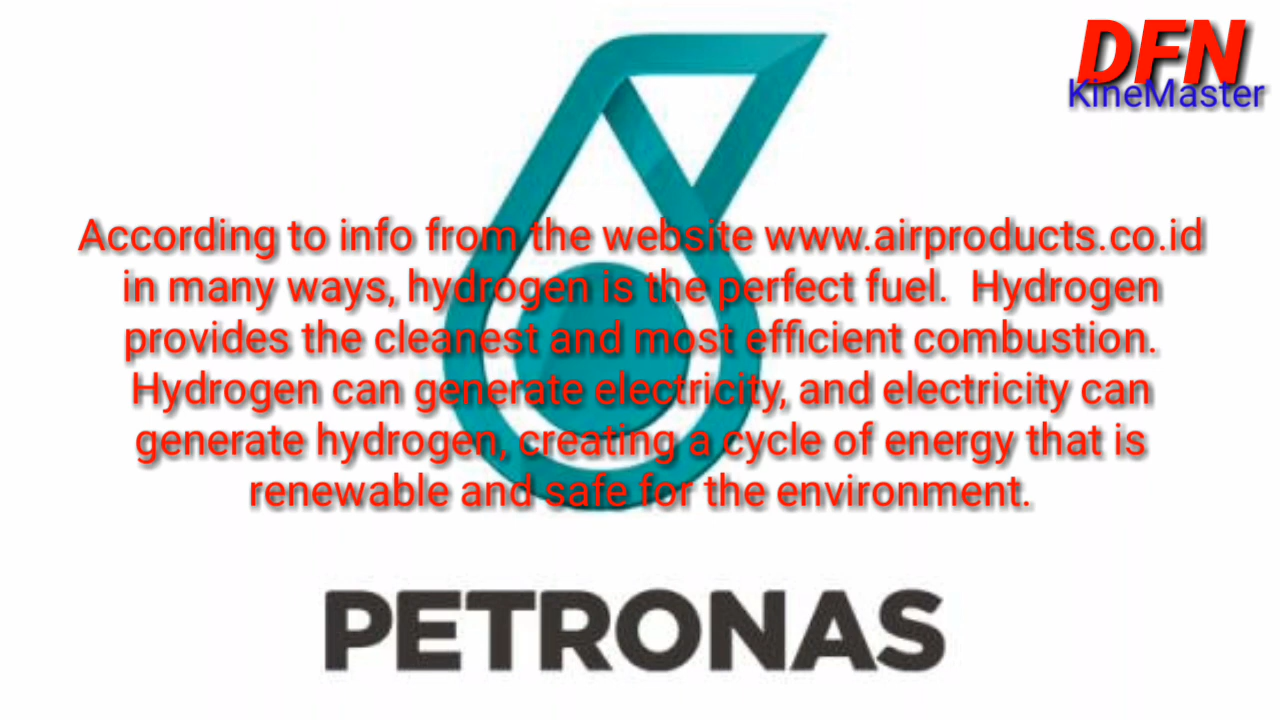 DFN
KineMaster
According to info from the website www.airproducts.co.id
in many ways, hydrogen is the perfect fuel.  Hydrogen
provides the cleanest and most efficient combustion.
Hydrogen can generate electricity, and electricity can
generate hydrogen, creating a cycle of energy that is
renewable and safe for the environment.
PETRONAS